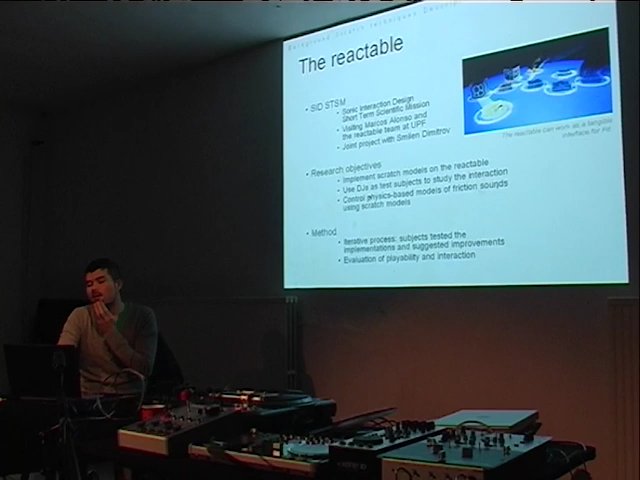 Background Scratch Techniques Design
The reactable
• SID STSM
• Sonic Interaction Design
Short Term Scientific Mission
• Visiting Marcos Alonso and
the reactable team at UPF
• Joint project with Smilen Dimitrov
The reactable can work as a tangible
interface for Pd
• Research objectives
• Implement scratch models on the reactable
• Use DJs as test subjects to study the interaction
• Control physics-based models of friction sounds
using scratch models
• Method
• Iterative process: subjects tested the
implementations and suggested improvements
• Evaluation of playability and interaction